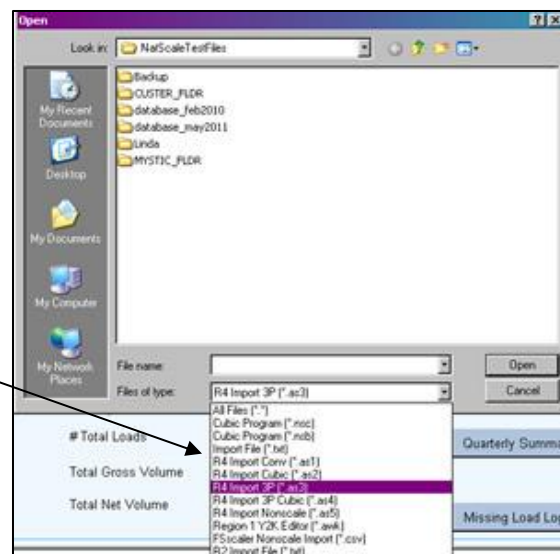 Open
Look in: NatScaleTestFiles
Backup
CUSTER_FLDR
database_feb2010
database_may2011
Linda
MYSTIC_FLDR
My Recent Documents
Desktop
My Documents
My Computer
My Network Places
File name:
Open
Files of type:
R4 Import 3P (*.as3)
Cancel
All Files (*.*)
Cubic Program (*.nsc)
Cubic Program (*.ncb)
Import File (*.txt)
R4 Import Conv (*.as1)
R4 Import Cubic (*.as2)
R4 Import 3P (*.as3)
R4 Import 3P Cubic (*.as4)
R4 Import Nonscale (*.as5)
Region 1 Y2K Editor (*.awk)
FSscaler Nonscale Import (*.csv)
R2 Import File (*.txt)
# Total Loads
Quarterly Summa
Total Gross Volume
Total Net Volume
Missing Load Log